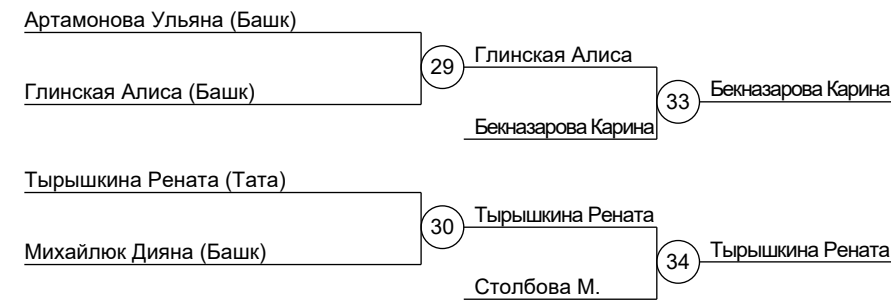 Артамонова Ульяна (Башк)
29
Глинская Алиса
Глинская Алиса (Башк)
33
Бекназарова Карина
Бекназарова Карина
Тырышкина Рената (Тата)
30
Тырышкина Рената
Михайлюк Дияна (Башк)
34
Тырышкина Рената
Столбова М.